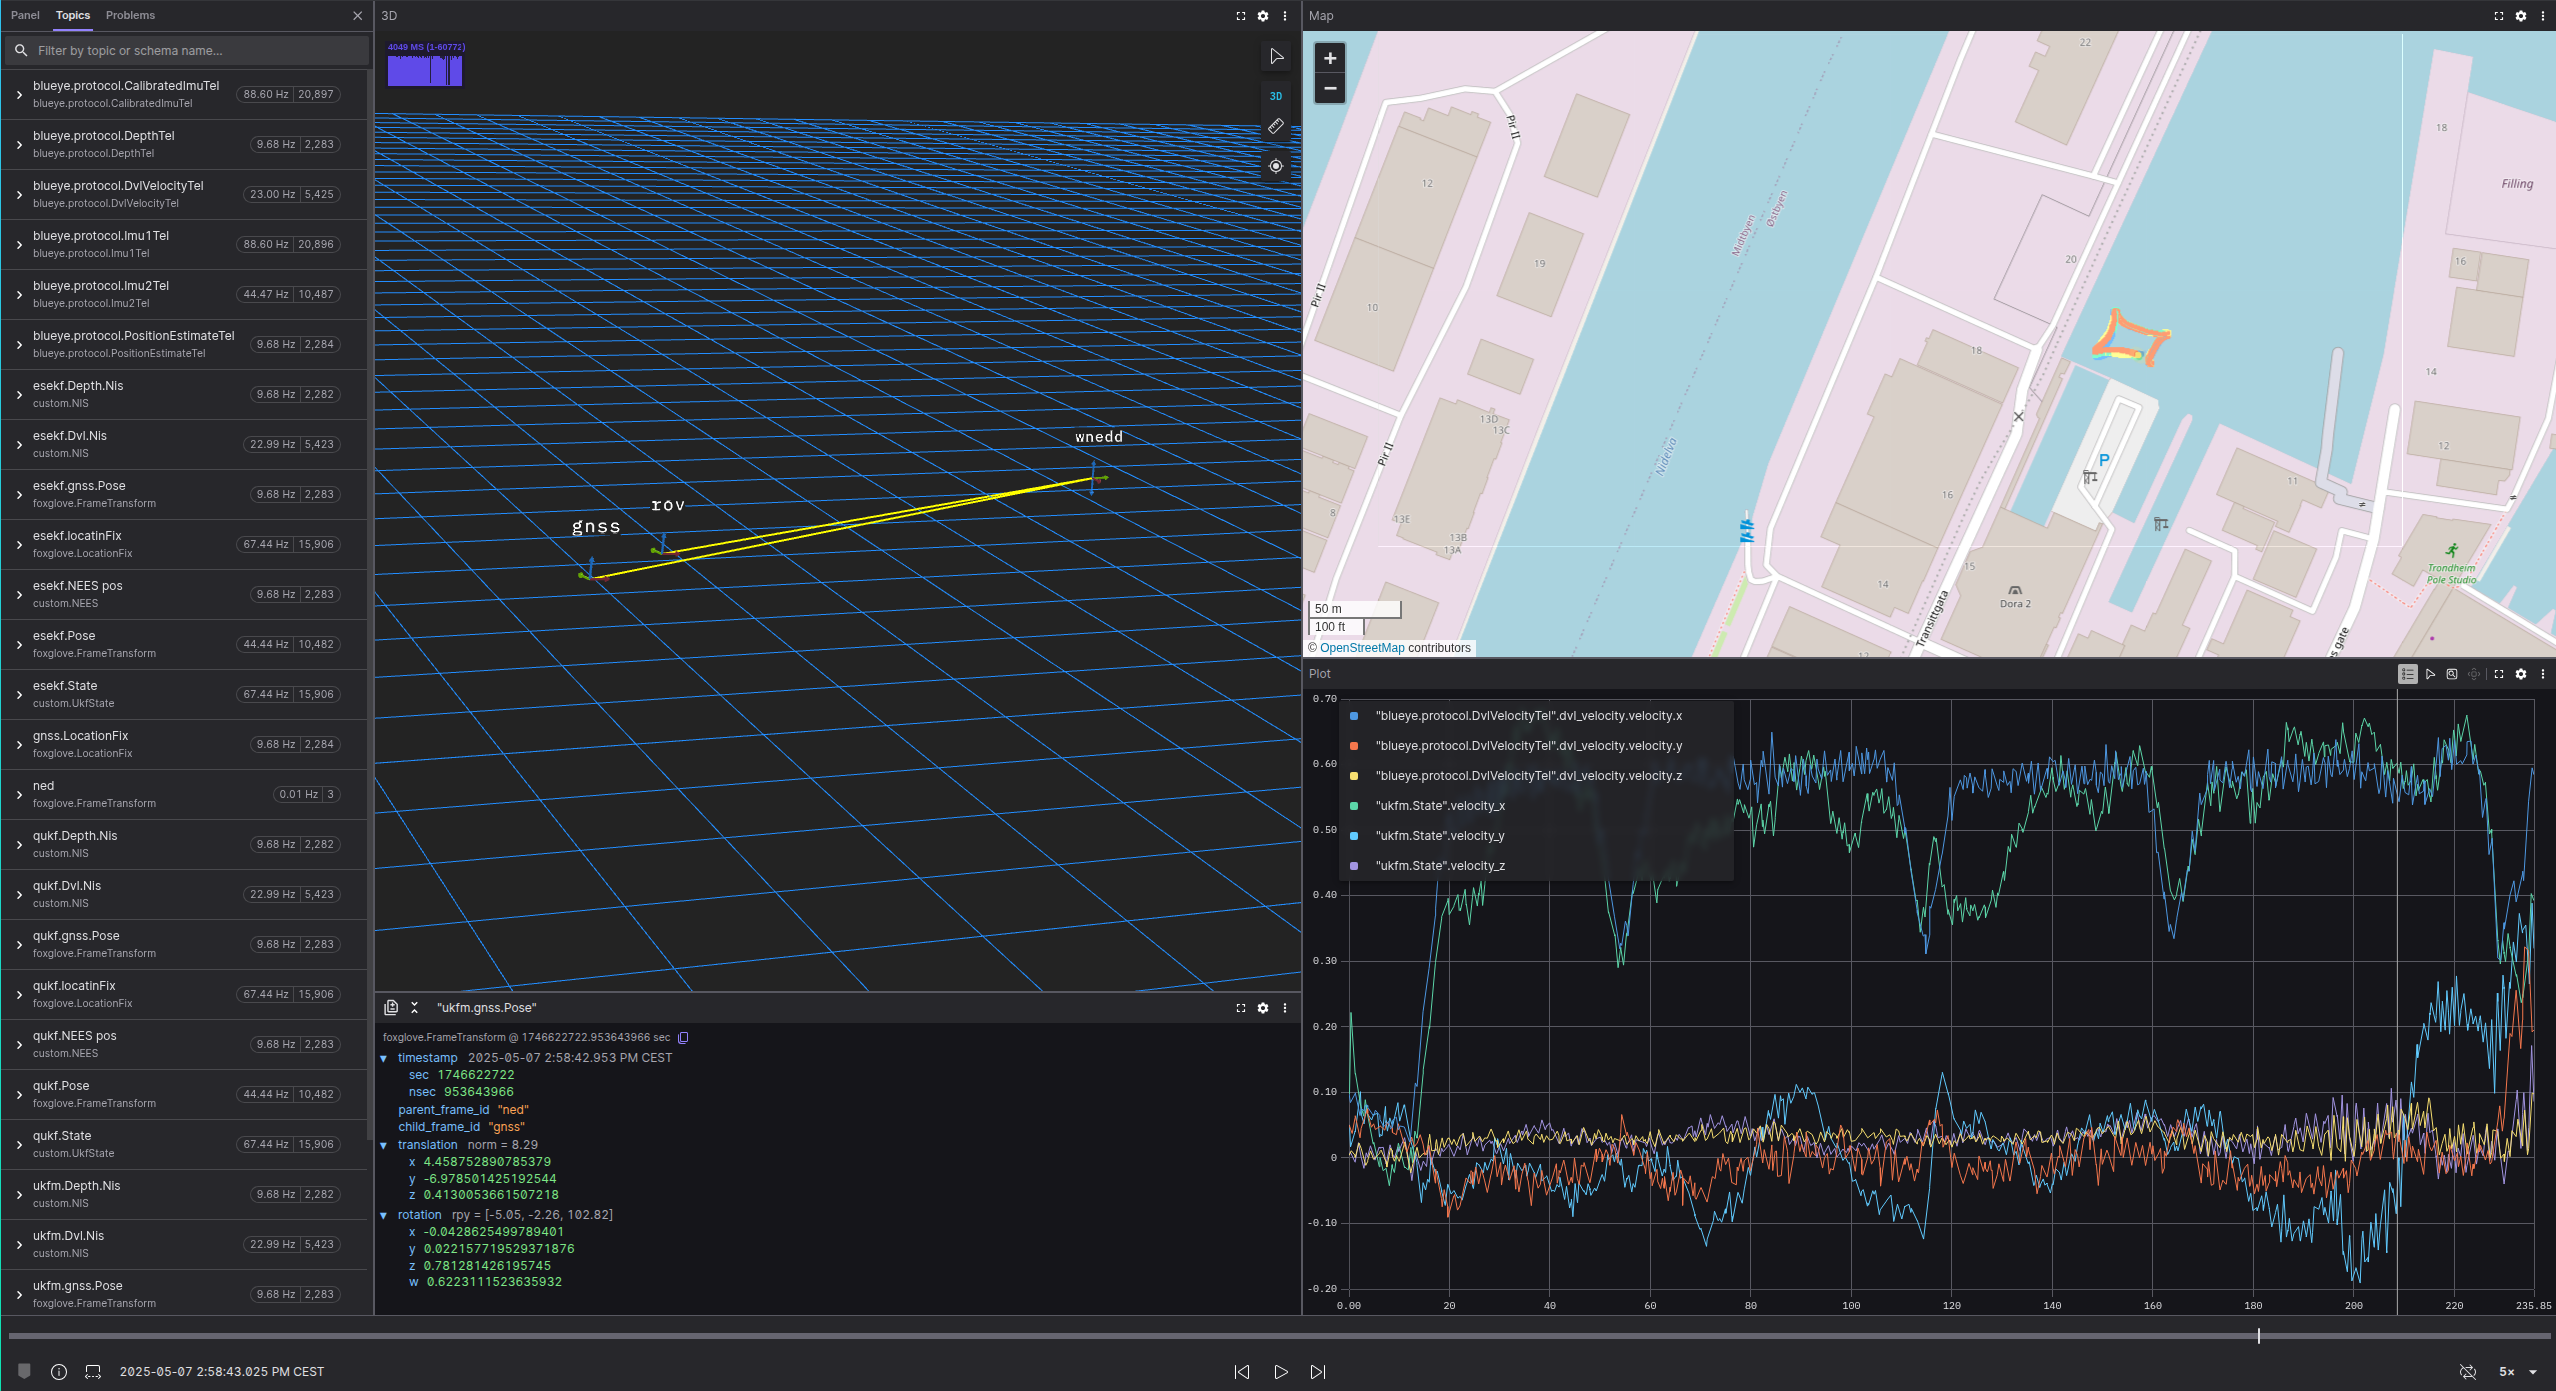 Panel Topics Problems
Filter by topic or schema name...
blueye.protocol.CalibratedImuTel
blueye.protocol.CalibratedImuTel
88.60 Hz 20,897
blueye.protocol.DepthTel
blueye.protocol.DepthTel
9.68 Hz 2,283
blueye.protocol.DvlVelocityTel
blueye.protocol.DvlVelocityTel
23.00 Hz 5,425
blueye.protocol.Imu1Tel
blueye.protocol.Imu1Tel
88.60 Hz 20,896
blueye.protocol.Imu2Tel
blueye.protocol.Imu2Tel
44.47 Hz 10,487
blueye.protocol.PositionEstimateTel
blueye.protocol.PositionEstimateTel
9.68 Hz 2,284
esekf.Depth.Nis
custom.NIS
9.68 Hz 2,282
esekf.Dvl.Nis
custom.NIS
22.99 Hz 5,423
esekf.gnss.Pose
foxglove.FrameTransform
9.68 Hz 2,283
esekf.locatinFix
foxglove.LocationFix
67.44 Hz 15,906
esekf.NEES pos
custom.NEES
9.68 Hz 2,283
esekf.Pose
foxglove.FrameTransform
44.44 Hz 10,482
esekf.State
custom.UkfState
67.44 Hz 15,906
gnss.LocationFix
foxglove.LocationFix
9.68 Hz 2,284
ned
foxglove.FrameTransform
0.01 Hz 3
qukf.Depth.Nis
custom.NIS
9.68 Hz 2,282
qukf.Dvl.Nis
custom.NIS
22.99 Hz 5,423
qukf.gnss.Pose
foxglove.FrameTransform
9.68 Hz 2,283
qukf.locatinFix
foxglove.LocationFix
67.44 Hz 15,906
qukf.NEES pos
custom.NEES
9.68 Hz 2,283
qukf.Pose
foxglove.FrameTransform
44.44 Hz 10,482
qukf.State
custom.UkfState
67.44 Hz 15,906
ukfm.Depth.Nis
custom.NIS
9.68 Hz 2,282
ukfm.Dvl.Nis
custom.NIS
22.99 Hz 5,423
ukfm.gnss.Pose
foxglove.FrameTransform
9.68 Hz 2,283
3D
4049 MS (1-60772)
3D
wnedd
rov
gnss
"ukfm.gnss.Pose"
foxglove.FrameTransform @ 1746622722.953643966 sec
timestamp 2025-05-07 2:58:42.953 PM CEST
sec 1746622722
nsec 953643966
parent_frame_id "ned"
child_frame_id "gnss"
translation norm = 8.29
x 4.458752890785379
y -6.978501425192544
z 0.4130053661507218
rotation rpy = [-5.05, -2.26, 102.82]
x -0.0428625499789401
y 0.022157719529371876
z 0.781281426195745
w 0.6223111523635932
Map
+
−
22
18
Filling
Pir II
12
Midtbyen
Østbyen
19
20
16
Pir II
10
18
14
13D
13C
12
Pir II
Nidelva
P
11
16
8
13E
13B
13A
15
14
Dora 2
Trondheim
Pole Studio
Transittgata
s gate
12
50 m
100 ft
© OpenStreetMap contributors
Plot
"blueye.protocol.DvlVelocityTel".dvl_velocity.velocity.x
"blueye.protocol.DvlVelocityTel".dvl_velocity.velocity.y
"blueye.protocol.DvlVelocityTel".dvl_velocity.velocity.z
"ukfm.State".velocity_x
"ukfm.State".velocity_y
"ukfm.State".velocity_z
0.70
0.60
0.50
0.40
0.30
0.20
0.10
0
-0.10
-0.20
0.00 20 40 60 80 100 120 140 160 180 200 220 235.85
2025-05-07 2:58:43.025 PM CEST
5×